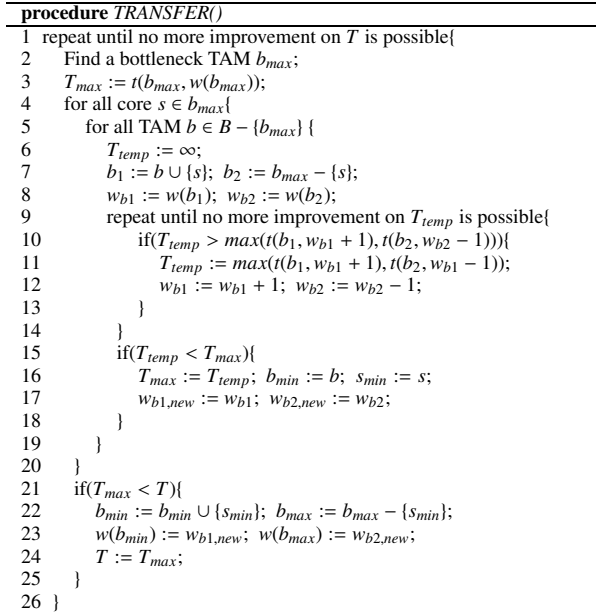 procedure TRANSFER()
1 repeat until no more improvement on T is possible{
2 Find a bottleneck TAM b_max;
3 T_max := t(b_max, w(b_max));
4 for all core s ∈ b_max{
5 for all TAM b ∈ B − {b_max} {
6 T_temp := ∞;
7 b_1 := b ∪ {s}; b_2 := b_max − {s};
8 w_b1 := w(b_1); w_b2 := w(b_2);
9 repeat until no more improvement on T_temp is possible{
10 if(T_temp > max(t(b_1, w_b1 + 1), t(b_2, w_b2 − 1))){
11 T_temp := max(t(b_1, w_b1 + 1), t(b_2, w_b1 − 1));
12 w_b1 := w_b1 + 1; w_b2 := w_b2 − 1;
13 }
14 }
15 if(T_temp < T_max){
16 T_max := T_temp; b_min := b; s_min := s;
17 w_b1,new := w_b1; w_b2,new := w_b2;
18 }
19 }
20 }
21 if(T_max < T){
22 b_min := b_min ∪ {s_min}; b_max := b_max − {s_min};
23 w(b_min) := w_b1,new; w(b_max) := w_b2,new;
24 T := T_max;
25 }
26 }